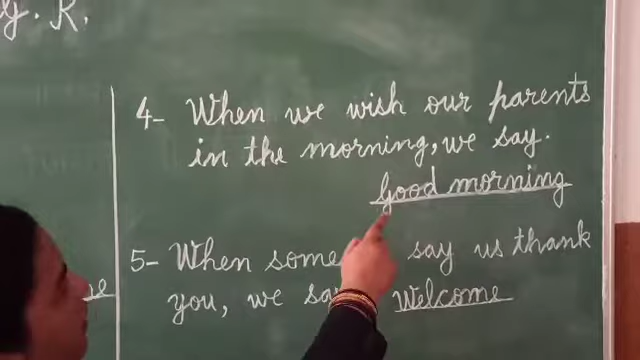 y. K.
4- When we wish our parents
in the morning, we say.
Good morning
5- When some say us thank
you, we say Welcome